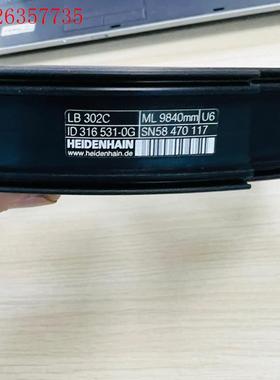 26357735
LB 302C ML 9840mm U6
ID 316 531-0G SN58 470 117
HEIDENHAIN
www.heidenhain.de